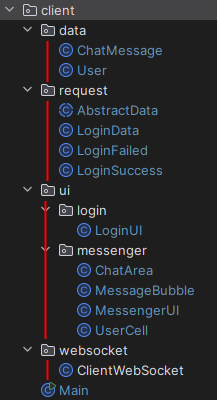 client
data
ChatMessage
User
request
AbstractData
LoginData
LoginFailed
LoginSuccess
ui
login
LoginUI
messenger
ChatArea
MessageBubble
MessengerUI
UserCell
websocket
ClientWebSocket
Main